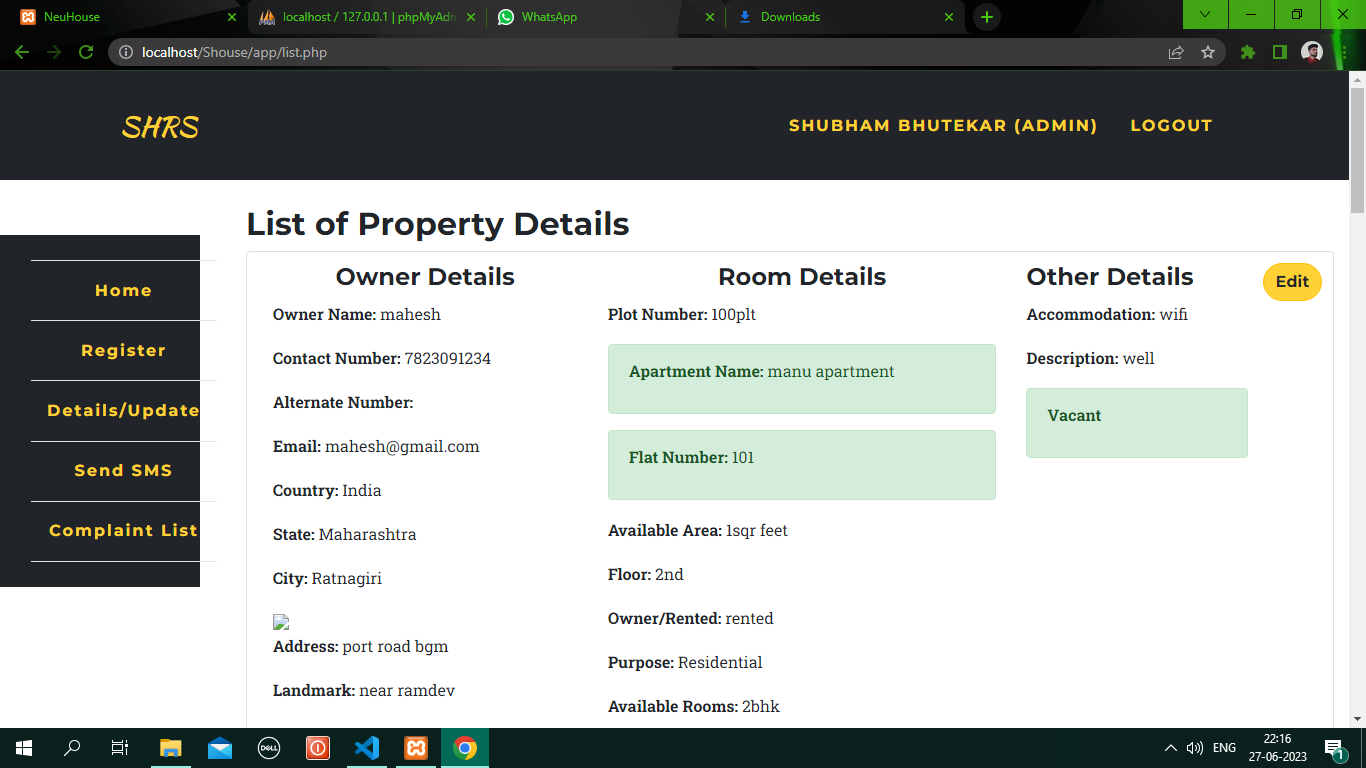 NeuHouse
localhost / 127.0.0.1 | phpMyAdm
WhatsApp
Downloads
localhost/Shouse/app/list.php
SHRS
SHUBHAM BHUTEKAR (ADMIN)
LOGOUT
Home
Register
Details/Update
Send SMS
Complaint List
List of Property Details
Owner Details
Owner Name: mahesh
Contact Number: 7823091234
Alternate Number:
Email: mahesh@gmail.com
Country: India
State: Maharashtra
City: Ratnagiri
Address: port road bgm
Landmark: near ramdev
Room Details
Plot Number: 100plt
Apartment Name: manu apartment
Flat Number: 101
Available Area: 1sqr feet
Floor: 2nd
Owner/Rented: rented
Purpose: Residential
Available Rooms: 2bhk
Other Details
Accommodation: wifi
Description: well
Vacant
Edit
DELL
ENG
22:16
27-06-2023
1